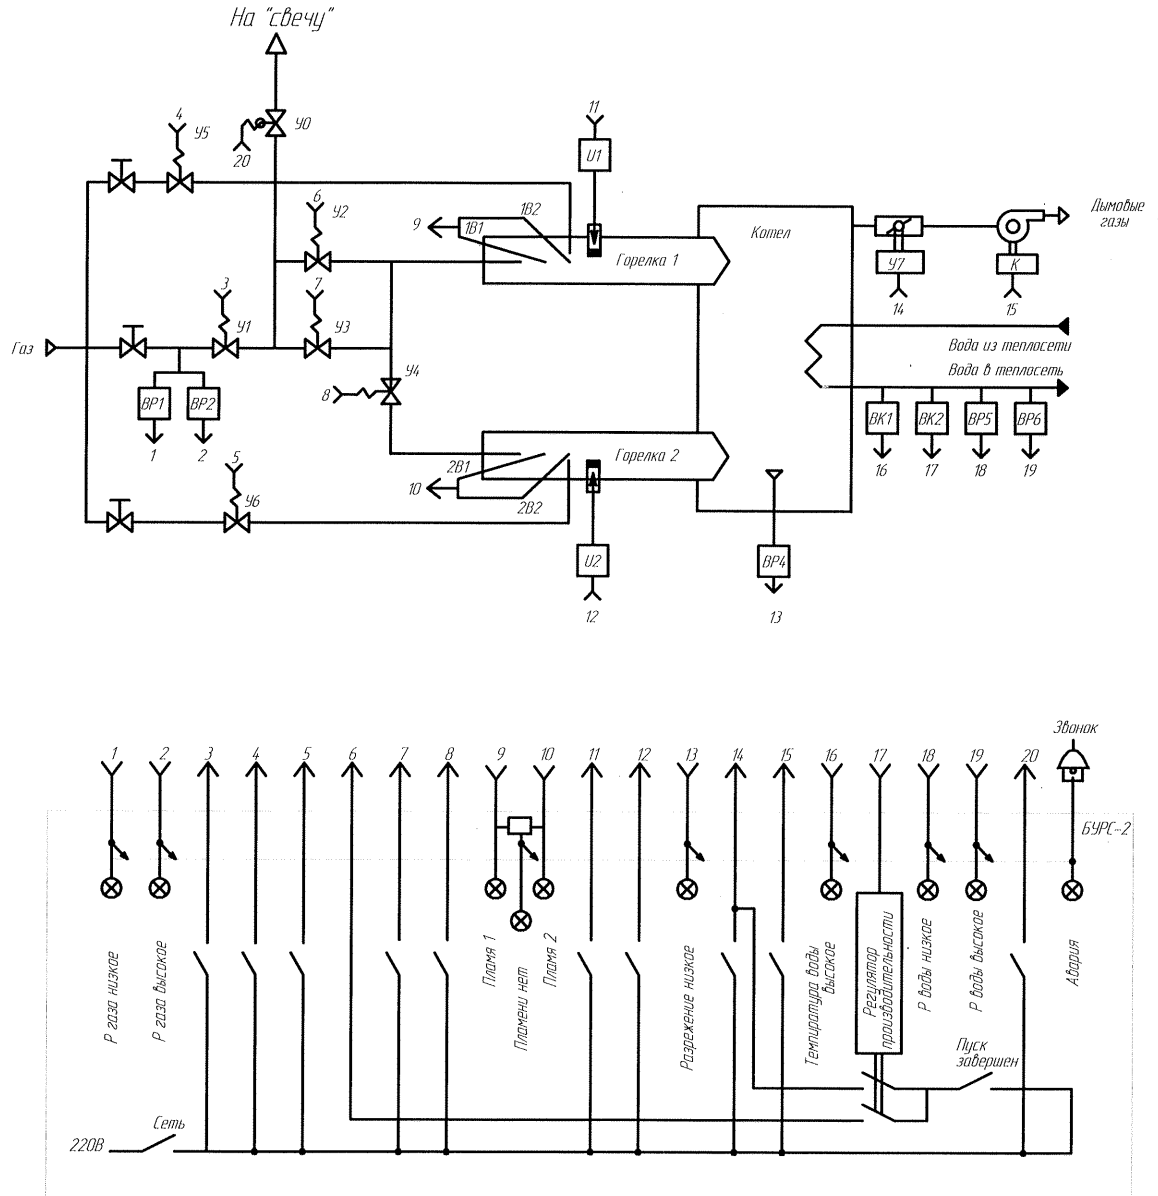 На "свечу"
4
У5
20
У0
11
U1
6
У2
9
1В1
1В2
Горелка 1
Котел
Дымовые
газы
У7
К
14
15
Газ
3
У1
7
У3
8
У4
ВР1
ВР2
1
2
Вода из теплосети
Вода в теплосеть
ВК1
ВК2
ВР5
ВР6
16
17
18
19
5
У6
10
2В1
2В2
Горелка 2
U2
12
ВР4
13
1
2
3
4
5
6
7
8
9
10
11
12
13
14
15
16
17
18
19
20
Звонок
БУРС-2
Р газа низкое
Р газа высокое
Пламя 1
Пламени нет
Пламя 2
Разрежение низкое
Темпиратура воды
высокое
Регулятор
производительности
Р воды низкое
Р воды высокое
Авария
Пуск
завершен
Сеть
220В